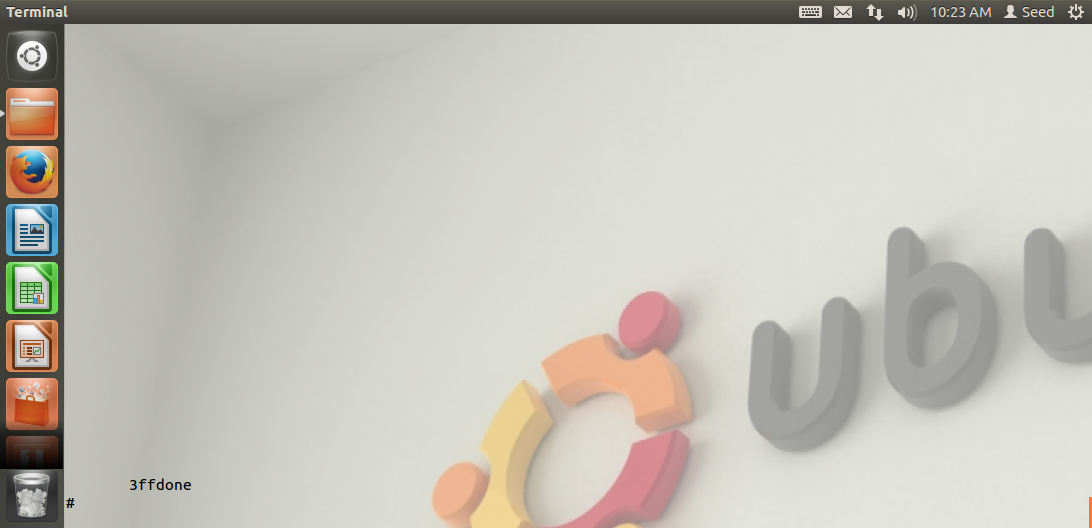 Terminal
10:23 AM
Seed
ubu
3ffdone
#